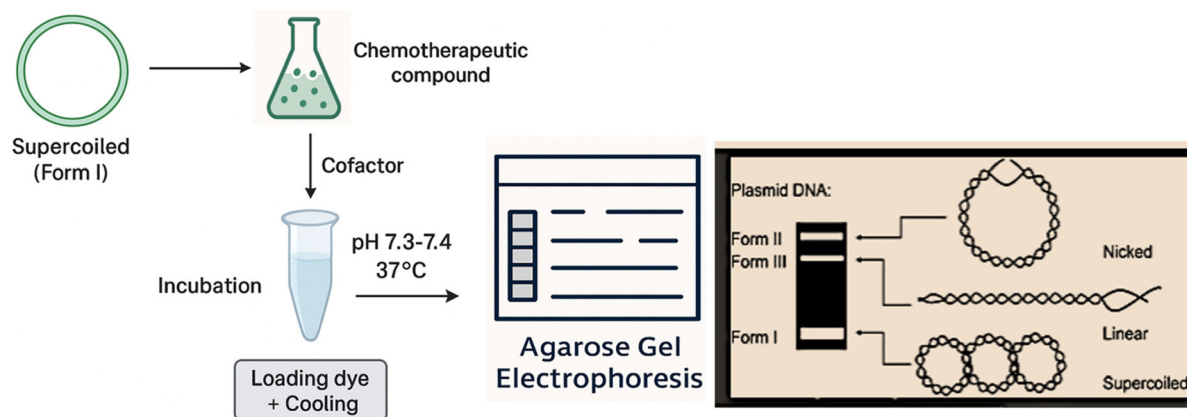 Supercoiled
(Form I)
Chemotherapeutic
compound
Cofactor
Incubation
pH 7.3-7.4
37°C
Loading dye
+ Cooling
Agarose Gel
Electrophoresis
Plasmid DNA:
Form II
Form III
Form I
Nicked
Linear
Supercoiled